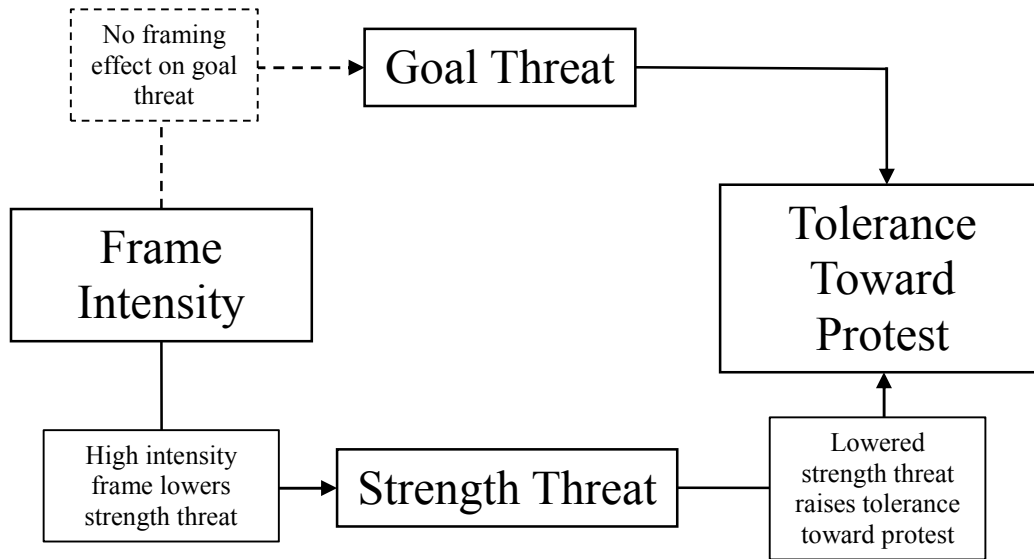 No framing
effect on goal
threat
Goal Threat
Frame
Intensity
Tolerance
Toward
Protest
High intensity
frame lowers
strength threat
Strength Threat
Lowered
strength threat
raises tolerance
toward protest